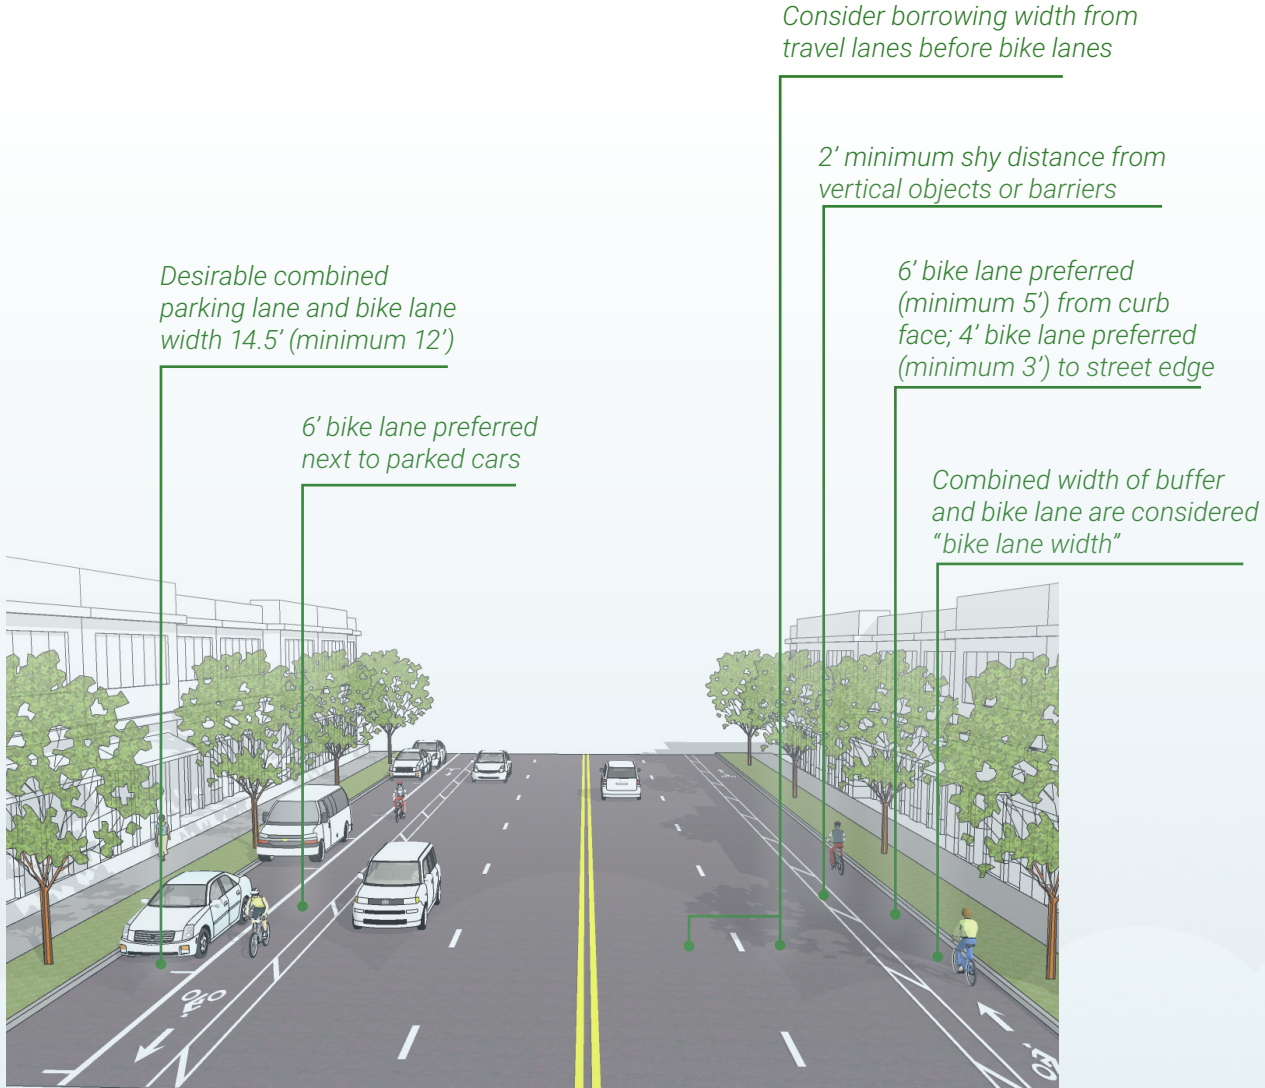 Consider borrowing width from
travel lanes before bike lanes
2’ minimum shy distance from
vertical objects or barriers
Desirable combined
parking lane and bike lane
width 14.5’ (minimum 12’)
6’ bike lane preferred
(minimum 5’) from curb
face; 4’ bike lane preferred
(minimum 3’) to street edge
6’ bike lane preferred
next to parked cars
Combined width of buffer
and bike lane are considered
“bike lane width”